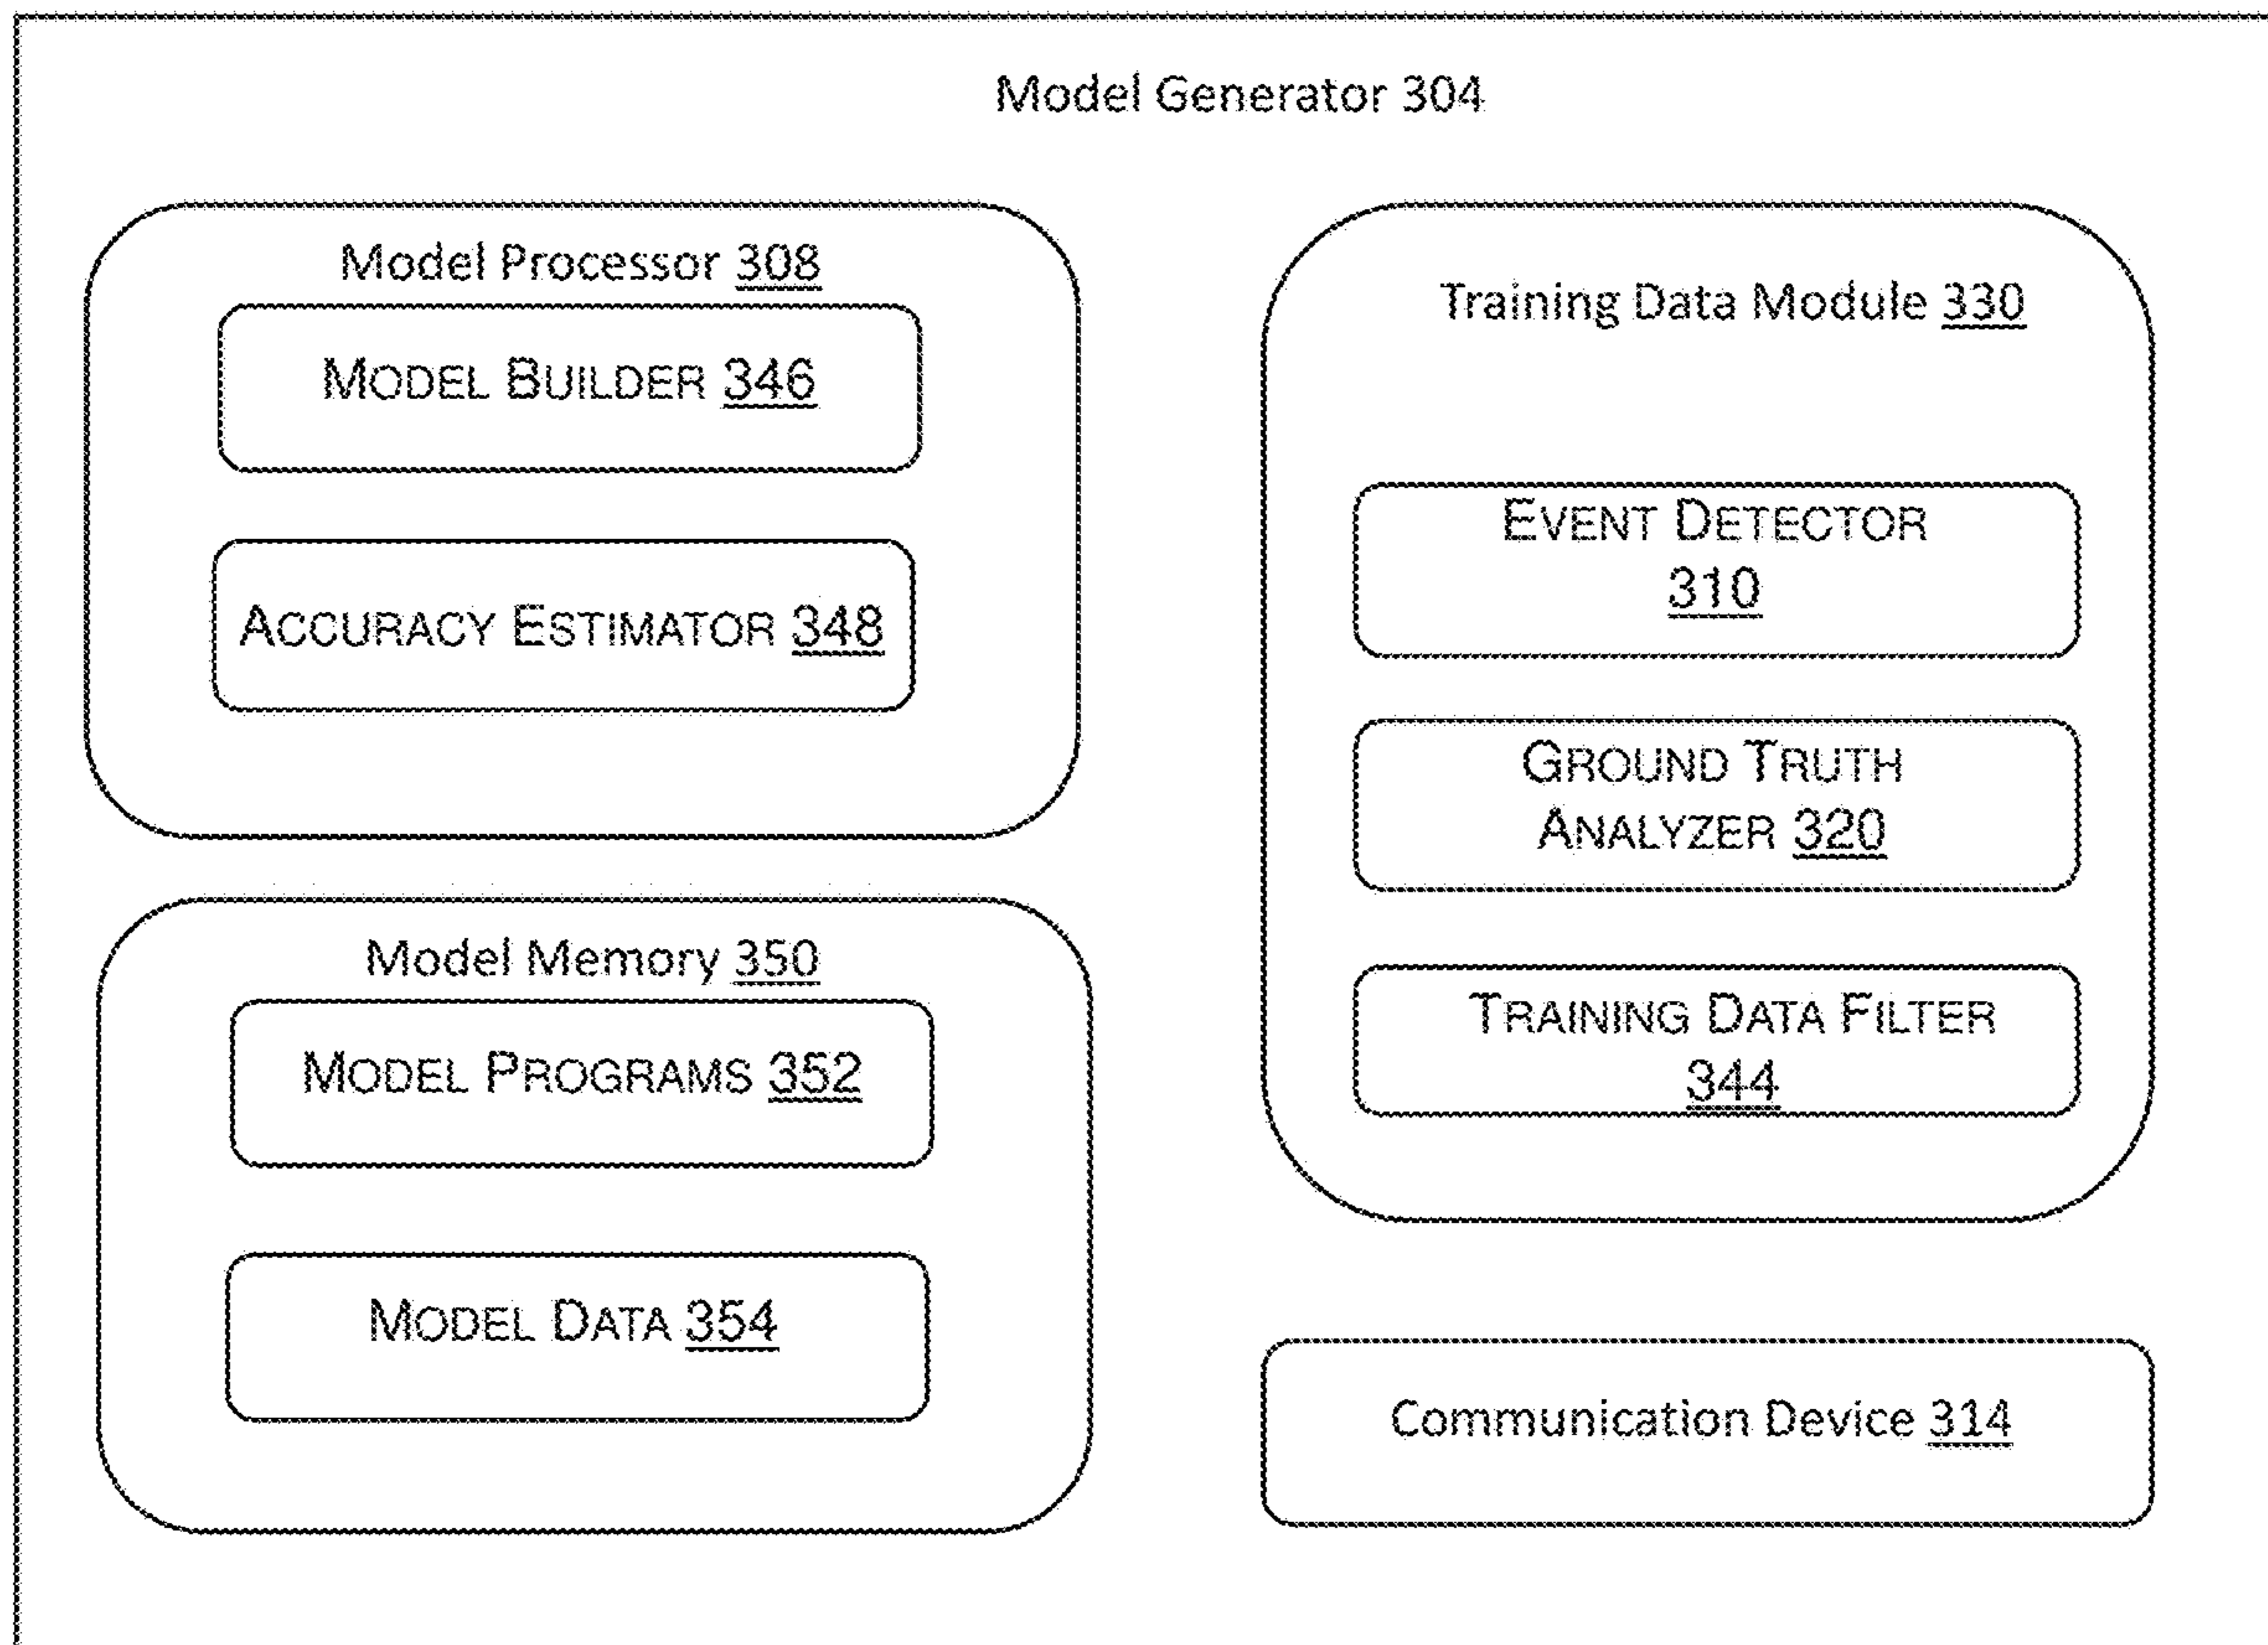 Model Generator 304
Model Processor 308
MODEL BUILDER 346
ACCURACY ESTIMATOR 348
Model Memory 350
MODEL PROGRAMS 352
MODEL DATA 354
Training Data Module 330
EVENT DETECTOR
310
GROUND TRUTH
ANALYZER 320
TRAINING DATA FILTER
344
Communication Device 314